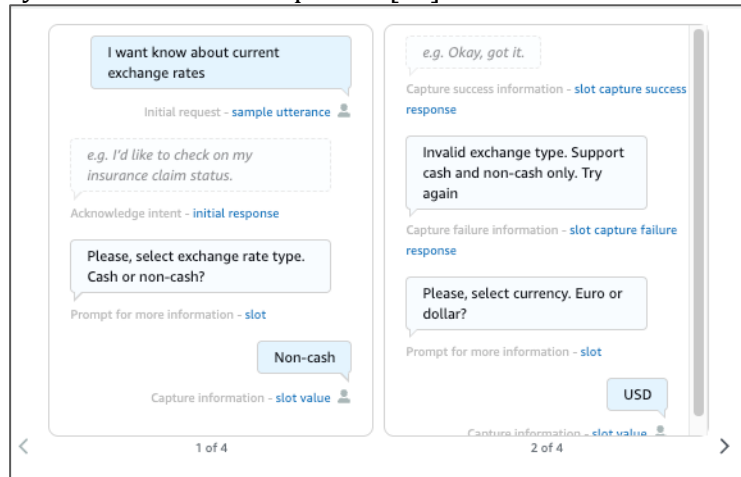 I want know about current
exchange rates
Initial request - sample utterance
e.g. I'd like to check on my
insurance claim status.
Acknowledge intent - initial response
Please, select exchange rate type.
Cash or non-cash?
Prompt for more information - slot
Non-cash
Capture information - slot value
1 of 4
e.g. Okay, got it.
Capture success information - slot capture success
response
Invalid exchange type. Support
cash and non-cash only. Try
again
Capture failure information - slot capture failure
response
Please, select currency. Euro or
dollar?
Prompt for more information - slot
USD
Capture information - slot value
2 of 4